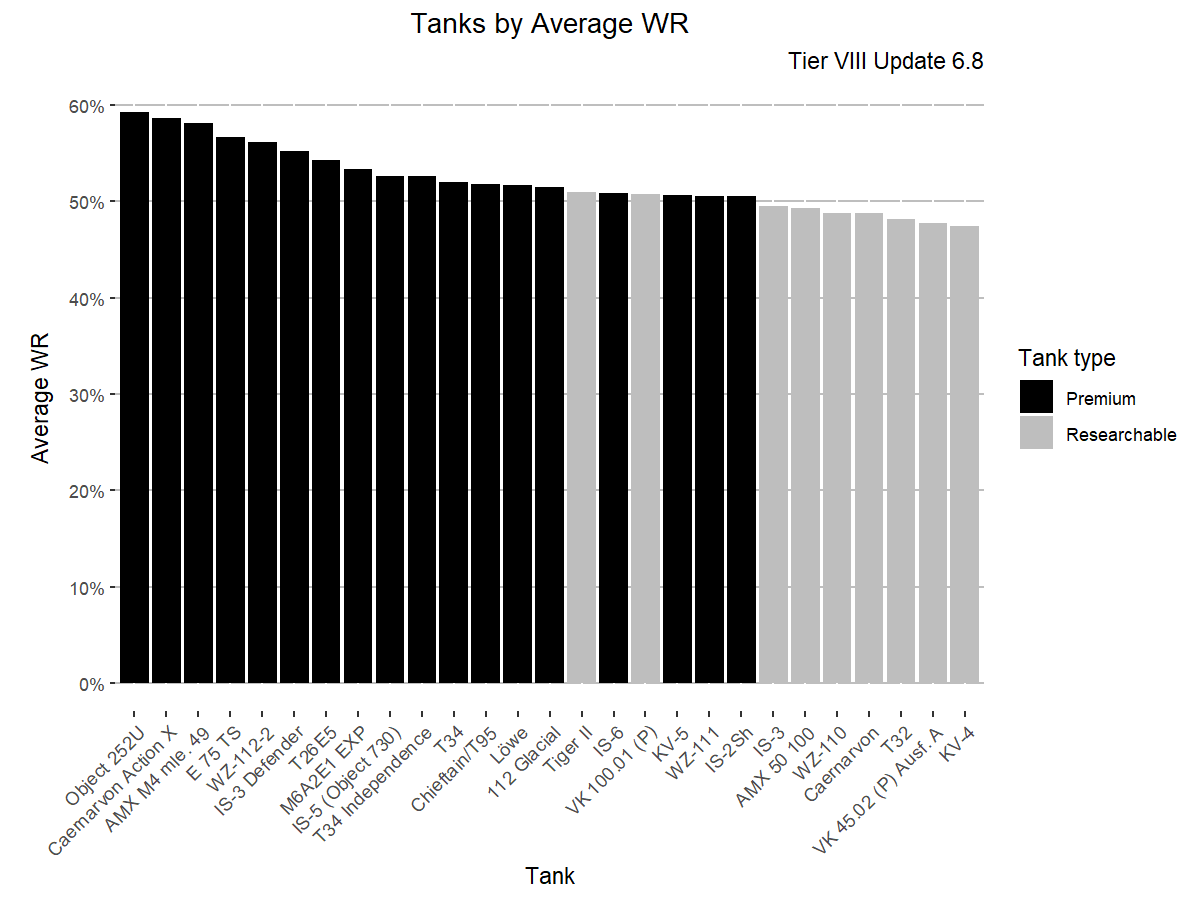 Tanks by Average WR
Tier VIII Update 6.8
60%
50%
40%
30%
20%
10%
0%
Average WR
Object 252U
Caernarvon Action X
AMX M4 mle. 49
E 75 TS
WZ-112-2
IS-3 Defender
T26E5
M6A2E1 EXP
IS-5 (Object 730)
T34 Independence
T34
Chieftain/T95
Löwe
112 Glacial
Tiger II
IS-6
VK 100.01 (P)
KV-5
WZ-111
IS-2Sh
IS-3
AMX 50 100
WZ-110
Caernarvon
T32
VK 45.02 (P) Ausf. A
KV-4
Tank
Tank type
Premium
Researchable